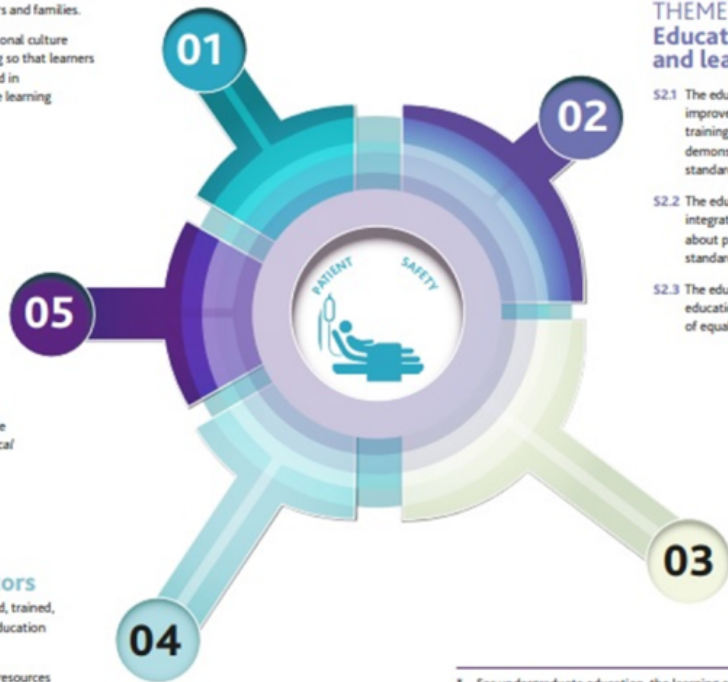 rs and families.
onal culture
g so that learners
d in
e learning
01
THEME
Educat
and lea
S2.1 The edu
improve
training
demons
standar
02
S2.2 The edu
integrat
about p
standar
S2.3 The edu
educati
of equal
PATIENT SAFETY
05
e
cal
03
ors
d, trained,
ducation
04
resources